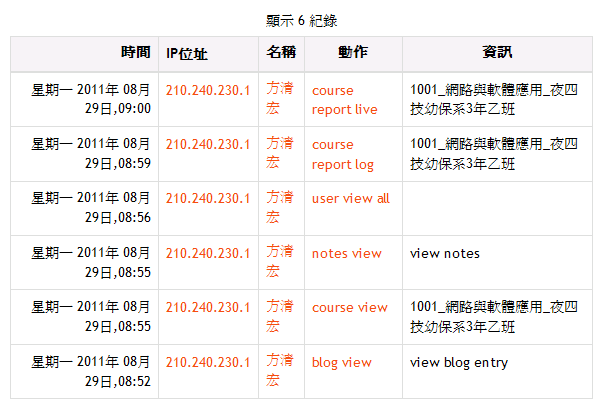 顯示 6 紀錄
時間 IP位址 名稱 動作 資訊
星期一 2011年 08月 210.240.230.1 方清 course 1001_網路與軟體應用_夜四
29日,09:00 宏 report live 技幼保系3年乙班
星期一 2011年 08月 210.240.230.1 方清 course 1001_網路與軟體應用_夜四
29日,08:59 宏 report log 技幼保系3年乙班
星期一 2011年 08月 210.240.230.1 方清 user view all
29日,08:56 宏
星期一 2011年 08月 210.240.230.1 方清 notes view view notes
29日,08:55 宏
星期一 2011年 08月 210.240.230.1 方清 course view 1001_網路與軟體應用_夜四
29日,08:55 宏 技幼保系3年乙班
星期一 2011年 08月 210.240.230.1 方清 blog view view blog entry
29日,08:52 宏